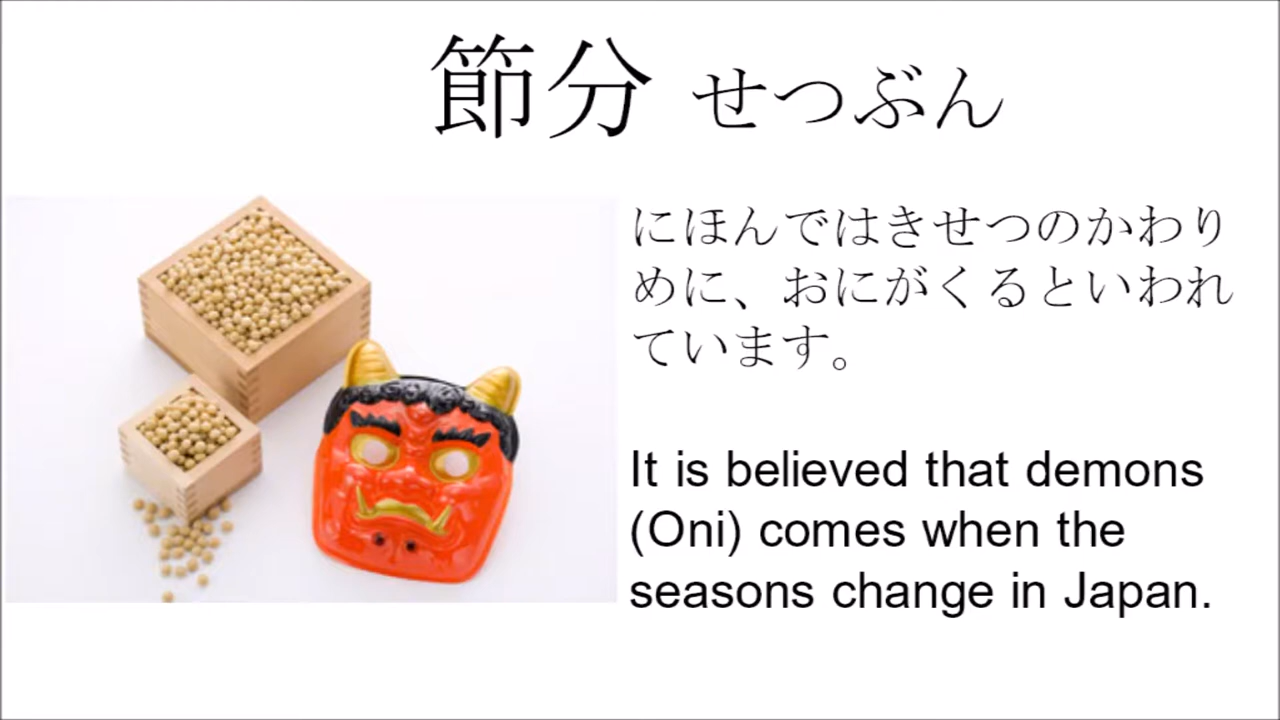 節分 せつぶん
にほんではきせつのかわり
めに、おにがくるといわれ
ています。
It is believed that demons
(Oni) comes when the
seasons change in Japan.